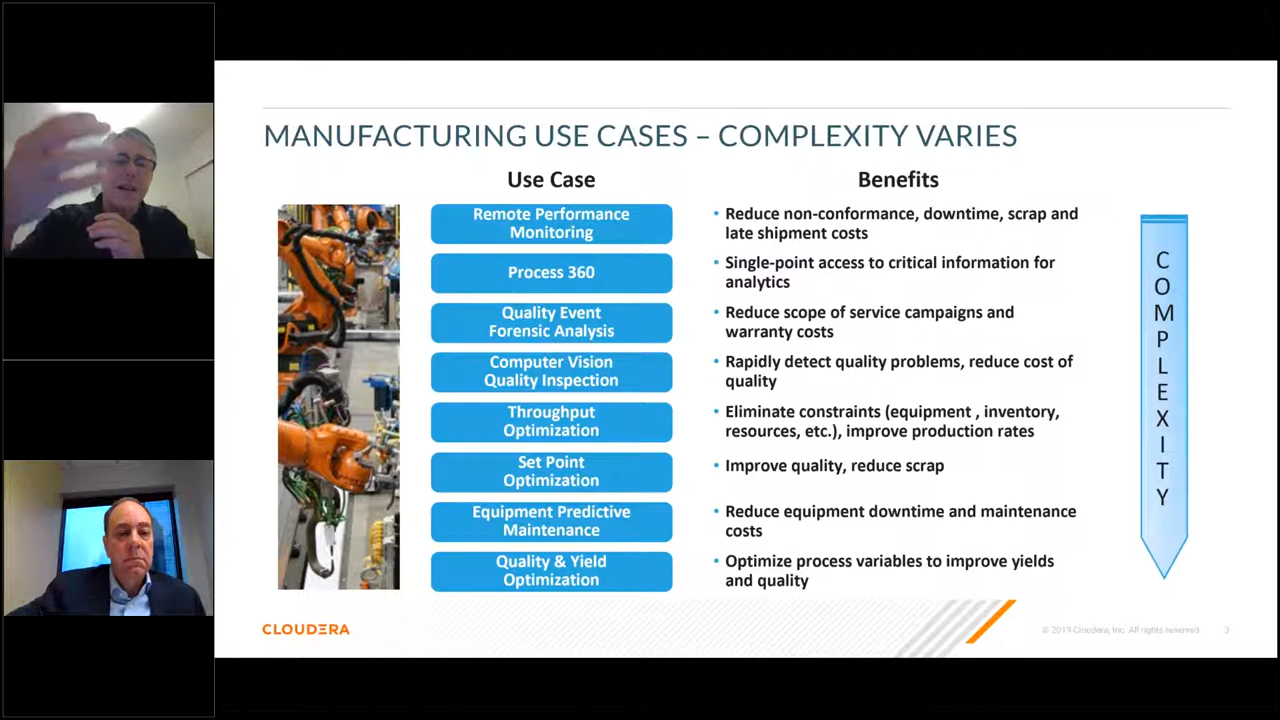 MANUFACTURING USE CASES – COMPLEXITY VARIES
Use Case
Benefits
Remote Performance
Monitoring
• Reduce non-conformance, downtime, scrap and
late shipment costs
Process 360
• Single-point access to critical information for
analytics
Quality Event
Forensic Analysis
• Reduce scope of service campaigns and
warranty costs
Computer Vision
Quality Inspection
• Rapidly detect quality problems, reduce cost of
quality
Throughput
Optimization
• Eliminate constraints (equipment , inventory,
resources, etc.), improve production rates
Set Point
Optimization
• Improve quality, reduce scrap
Equipment Predictive
Maintenance
• Reduce equipment downtime and maintenance
costs
Quality & Yield
Optimization
• Optimize process variables to improve yields
and quality
COMPLEXITY
CLOUDERA
© 2019 Cloudera, Inc. All rights reserved.
3